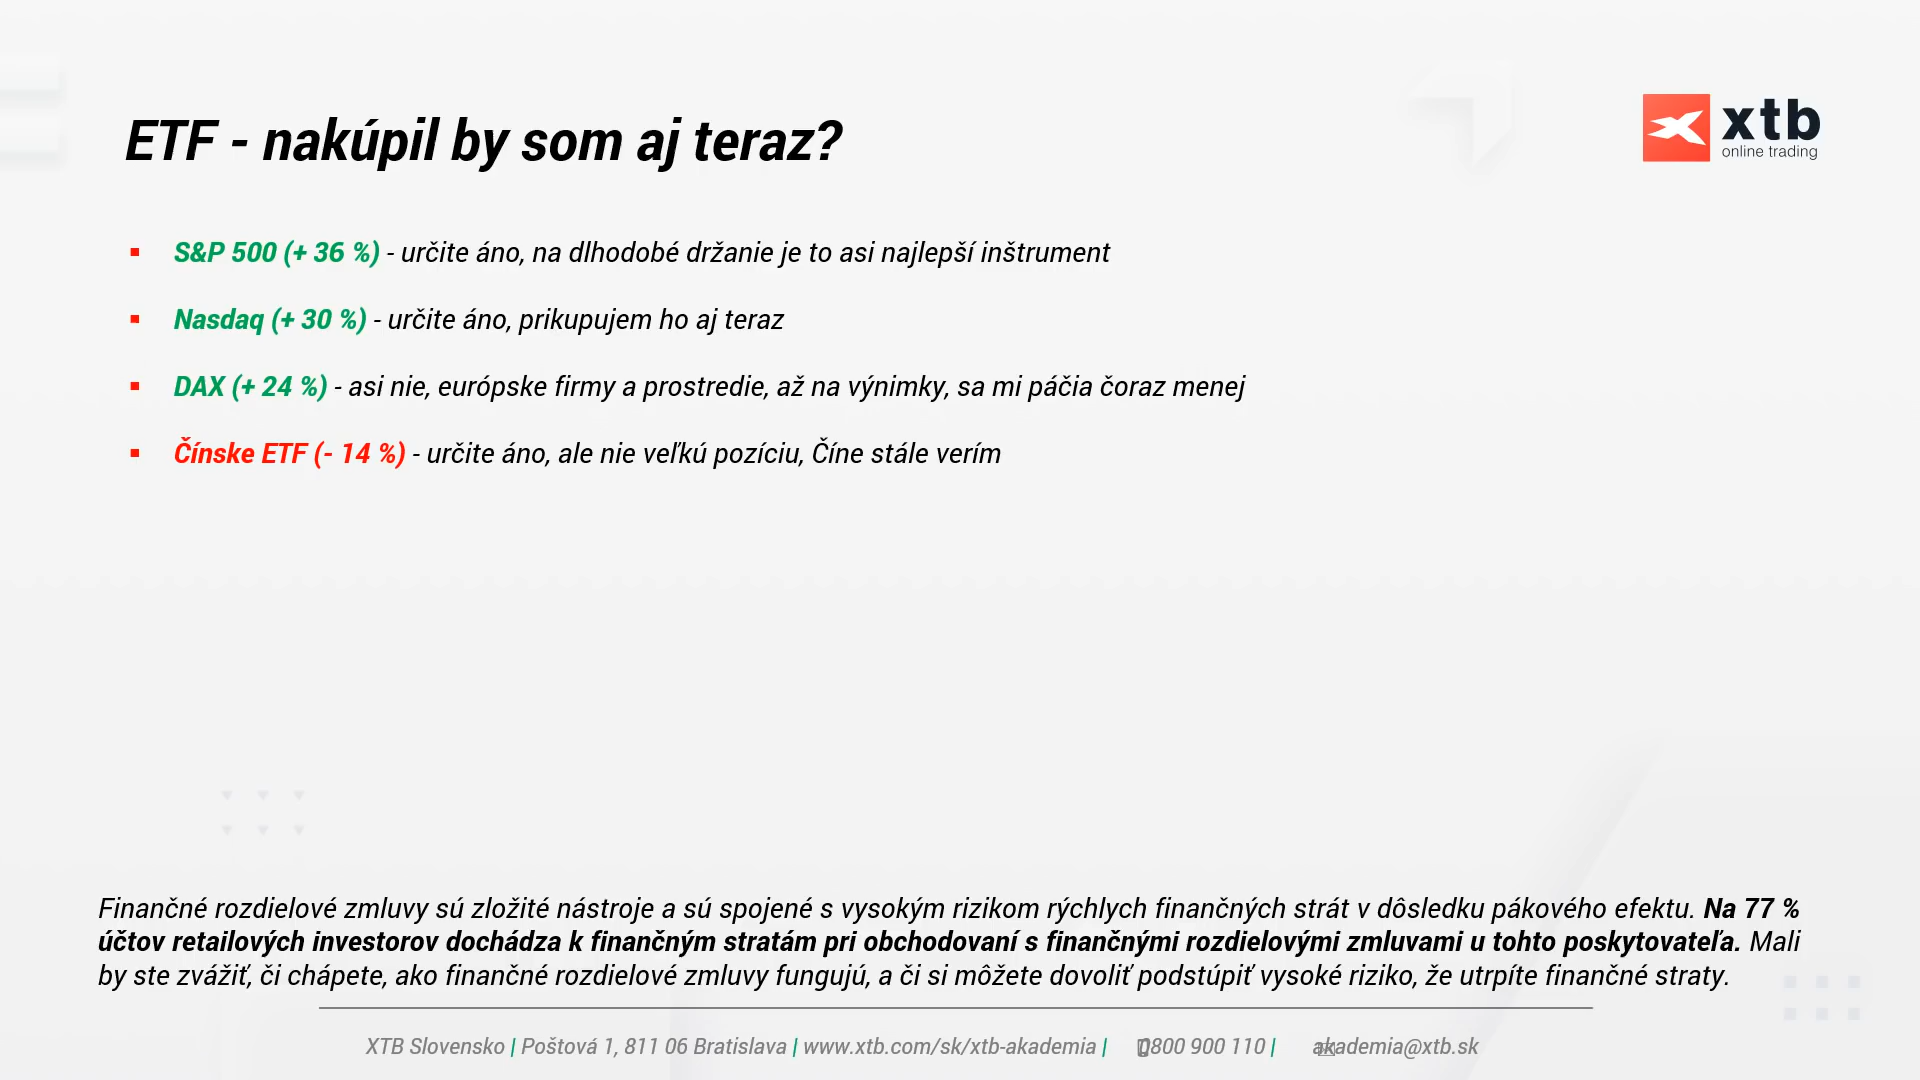 ETF - nakúpil by som aj teraz?
xtb
online trading
S&P 500 (+ 36 %) - určite áno, na dlhodobé držanie je to asi najlepší inštrument
Nasdaq (+ 30 %) - určite áno, prikupujem ho aj teraz
DAX (+ 24 %) - asi nie, európske firmy a prostredie, až na výnimky, sa mi páčia čoraz menej
Čínske ETF (- 14 %) - určite áno, ale nie veľkú pozíciu, Číne stále verím
Finančné rozdielové zmluvy sú zložité nástroje a sú spojené s vysokým rizikom rýchlych finančných strát v dôsledku pákového efektu. Na 77 %
účtov retailových investorov dochádza k finančným stratám pri obchodovaní s finančnými rozdielovými zmluvami u tohto poskytovateľa. Mali
by ste zvážiť, či chápete, ako finančné rozdielové zmluvy fungujú, a či si môžete dovoliť podstúpiť vysoké riziko, že utrpíte finančné straty.
XTB Slovensko | Poštová 1, 811 06 Bratislava | www.xtb.com/sk/xtb-akademia | 0800 900 110 | akademia@xtb.sk